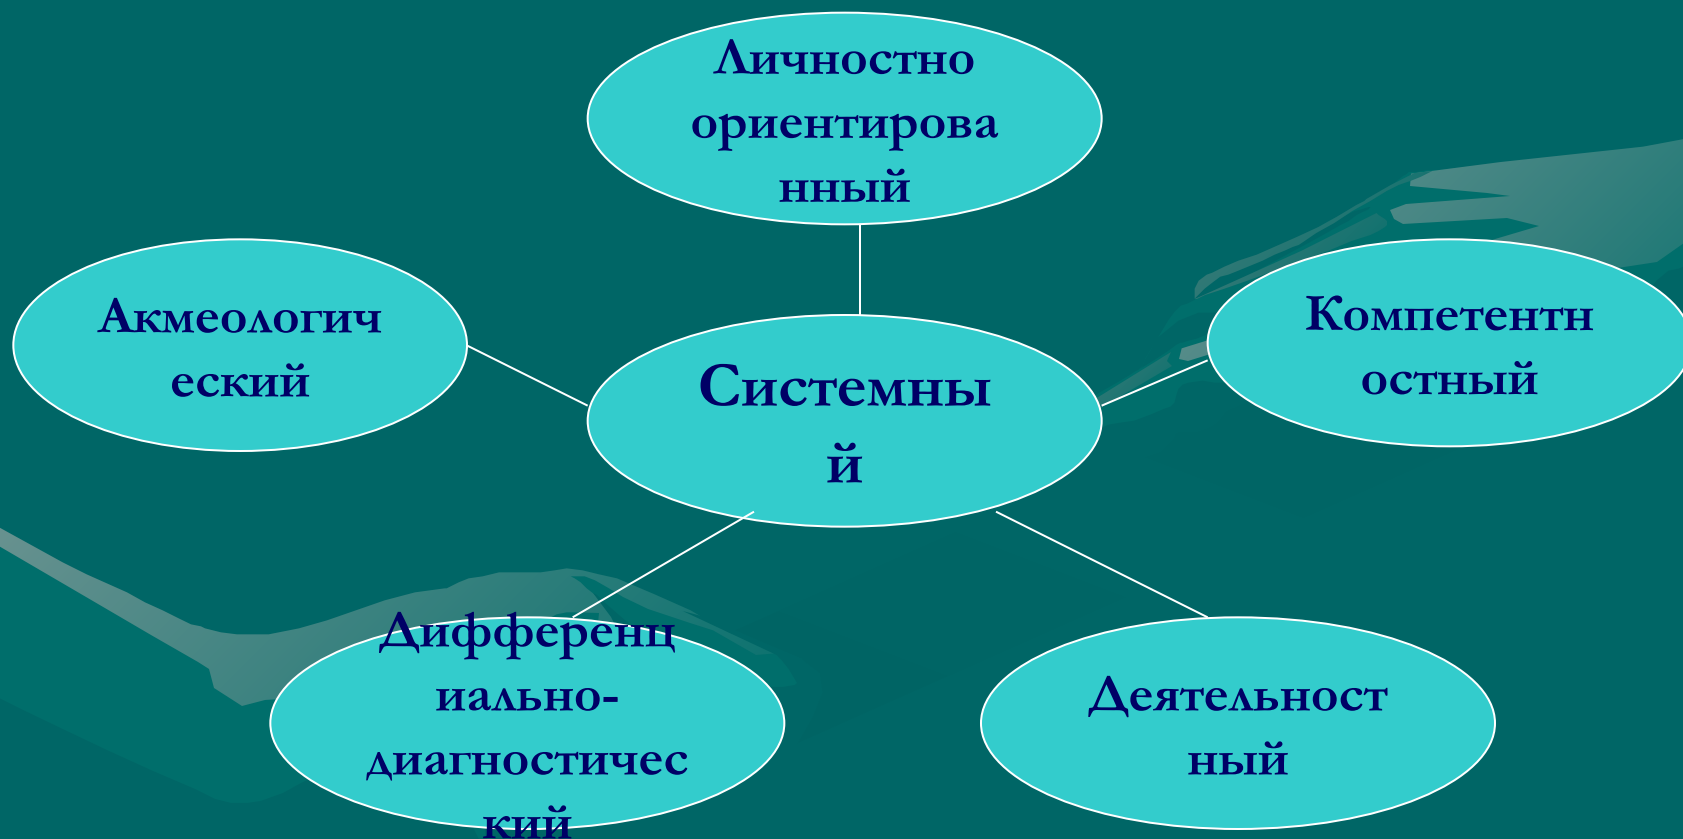 Личностно
ориентирова
нный
Акмеологич
еский
Компетентн
остный
Системны
й
Дифференц
иально-
диагностичес
кий
Деятельност
ный